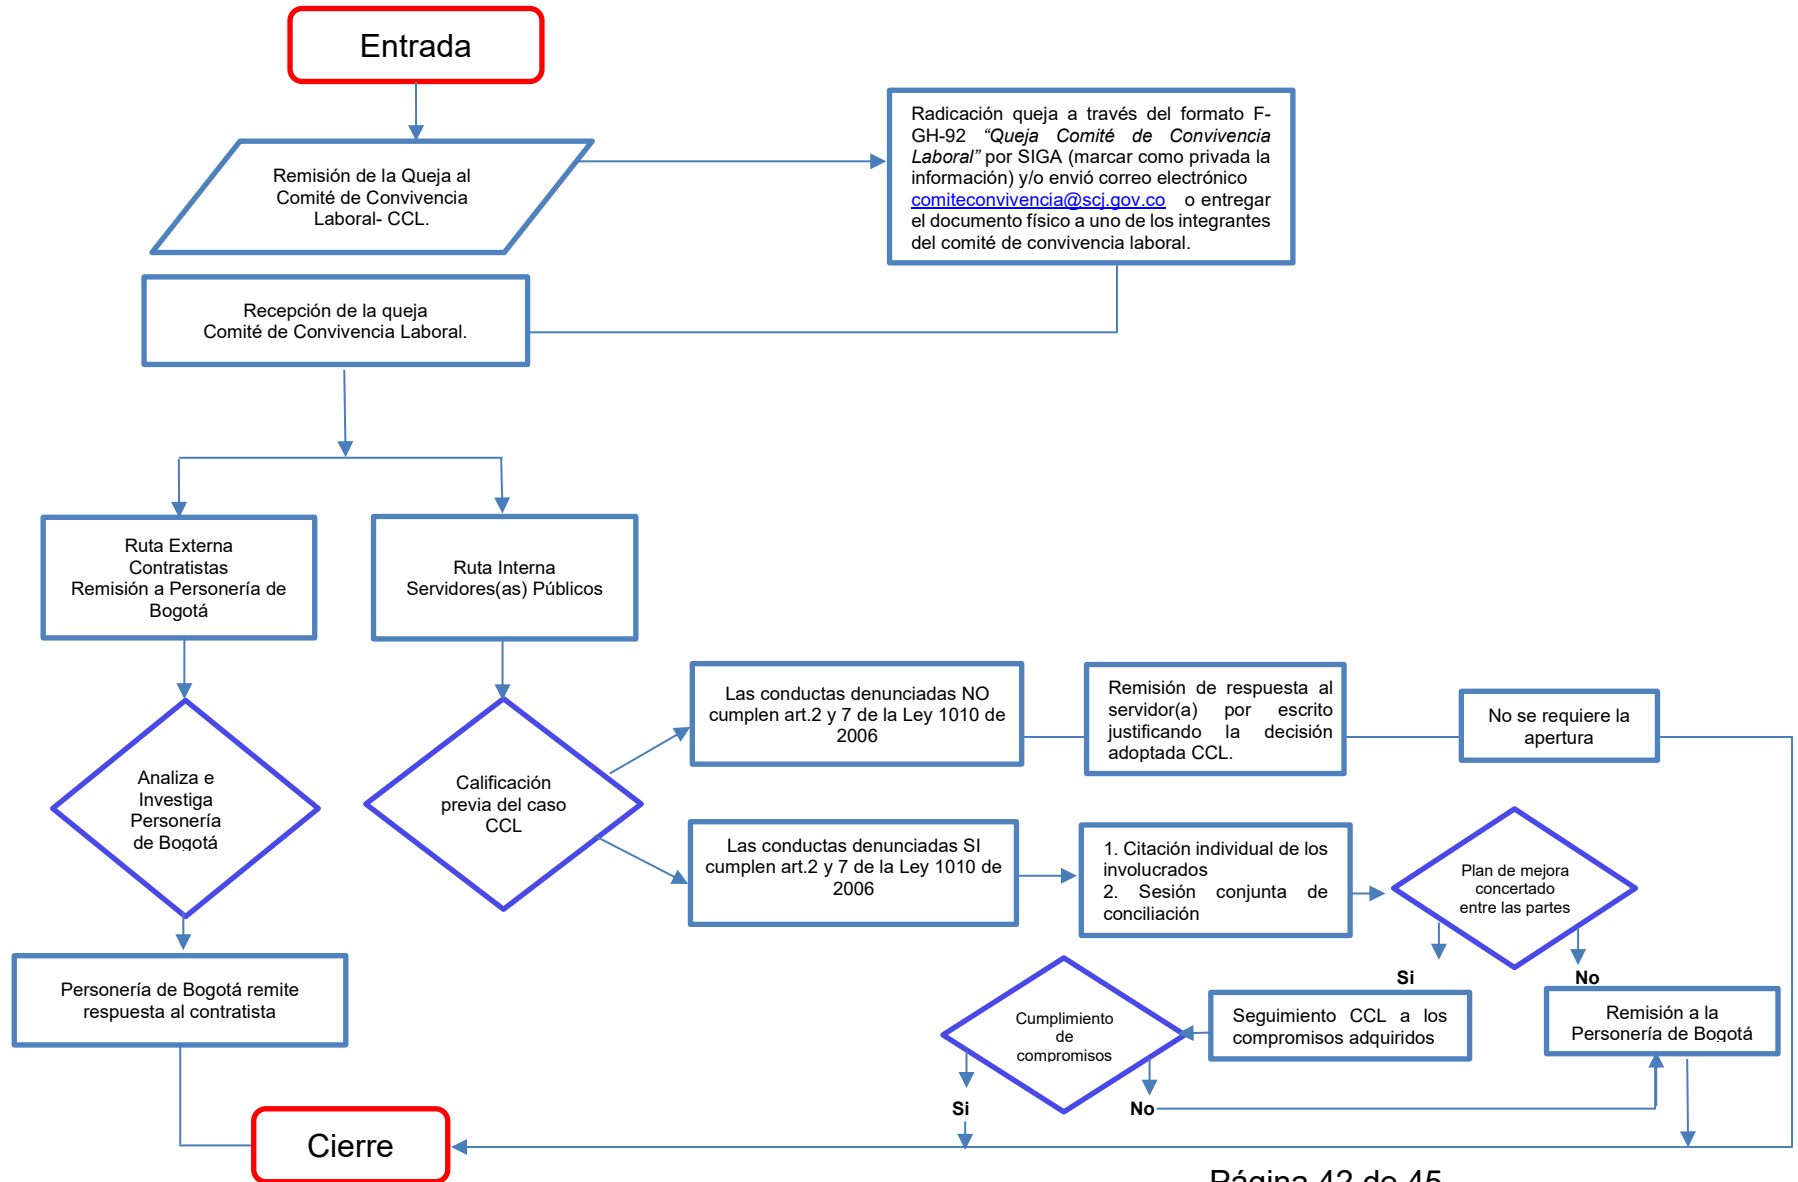 Entrada
Remisión de la Queja al
Comité de Convivencia
Laboral- CCL.
Radicación queja a través del formato F-
GH-92 “Queja Comité de Convivencia
Laboral” por SIGA (marcar como privada la
información) y/o envió correo electrónico
comiteconvivencia@scj.gov.co o entregar
el documento físico a uno de los integrantes
del comité de convivencia laboral.
Recepción de la queja
Comité de Convivencia Laboral.
Ruta Externa
Contratistas
Remisión a Personería de
Bogotá
Ruta Interna
Servidores(as) Públicos
Analiza e
Investiga
Personería
de Bogotá
Calificación
previa del caso
CCL
Las conductas denunciadas NO
cumplen art.2 y 7 de la Ley 1010 de
2006
Remisión de respuesta al
servidor(a) por escrito
justificando la decisión
adoptada CCL.
No se requiere la
apertura
Las conductas denunciadas SI
cumplen art.2 y 7 de la Ley 1010 de
2006
1. Citación individual de los
involucrados
2. Sesión conjunta de
conciliación
Plan de mejora
concertado
entre las partes
Si
No
Personería de Bogotá remite
respuesta al contratista
Cumplimiento
de
compromisos
Seguimiento CCL a los
compromisos adquiridos
Remisión a la
Personería de Bogotá
Si
No
Cierre
Página 42 de 45